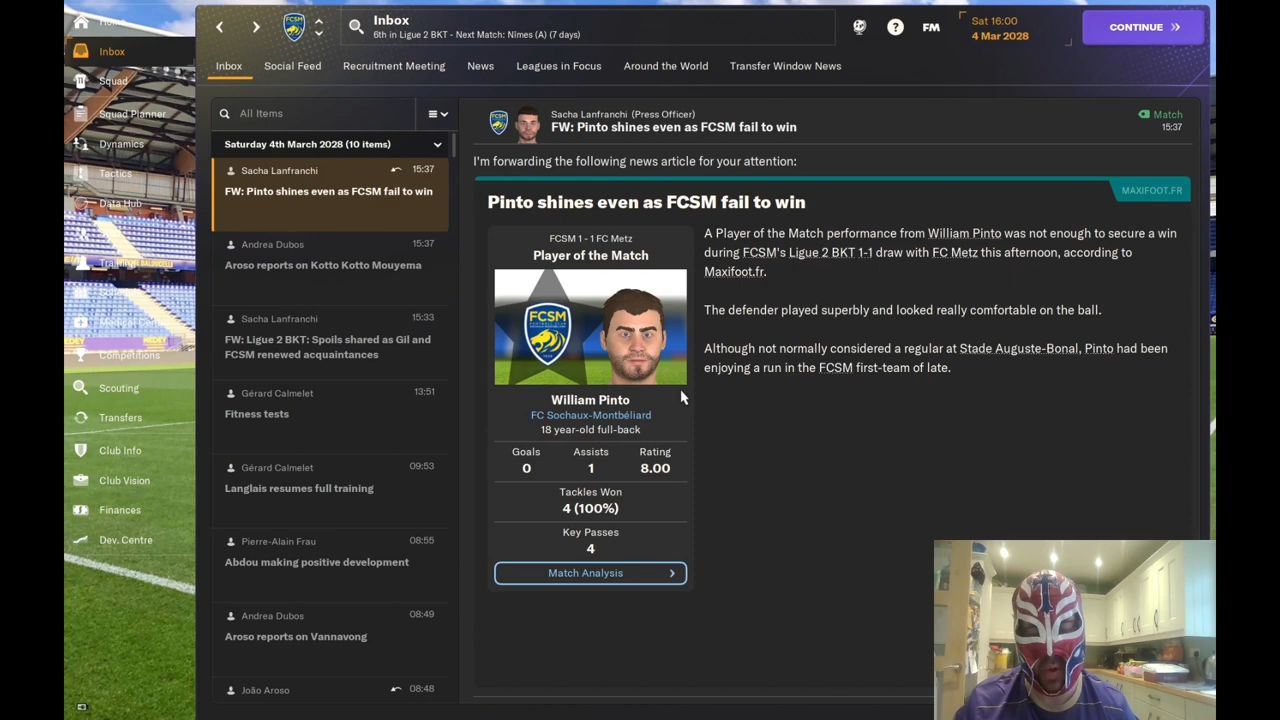 Inbox
6th in Ligue 2 BKT - Next Match: Nîmes (A) (7 days)
FM
Sat 16:00
4 Mar 2028
CONTINUE
Inbox
Social Feed
Recruitment Meeting
News
Leagues in Focus
Around the World
Transfer Window News
Inbox
Squad
Squad Planner
Dynamics
Tactics
Data Hub
Competitions
Scouting
Transfers
Club Info
Club Vision
Finances
Dev. Centre
All Items
Saturday 4th March 2028 (10 items)
Sacha Lanfranchi 15:37
FW: Pinto shines even as FCSM fail to win
Andrea Dubos 15:37
Aroso reports on Kotto Kotto Mouyema
Sacha Lanfranchi 15:33
FW: Ligue 2 BKT: Spoils shared as Gil and
FCSM renewed acquaintances
Gérard Calmelet 13:51
Fitness tests
Gérard Calmelet 09:53
Langlais resumes full training
Pierre-Alain Frau 08:55
Abdou making positive development
Andrea Dubos 08:49
Aroso reports on Vannavong
João Aroso 08:48
Sacha Lanfranchi (Press Officer)
FW: Pinto shines even as FCSM fail to win
Match
15:37
I'm forwarding the following news article for your attention:
MAXIFOOT.FR
Pinto shines even as FCSM fail to win
FCSM 1 - 1 FC Metz
Player of the Match
FCSM
William Pinto
FC Sochaux-Montbéliard
18 year-old full-back
Goals Assists Rating
0 1 8.00
Tackles Won
4 (100%)
Key Passes
4
Match Analysis
A Player of the Match performance from William Pinto was not enough to secure a win
during FCSM's Ligue 2 BKT 1-1 draw with FC Metz this afternoon, according to
Maxifoot.fr.
The defender played superbly and looked really comfortable on the ball.
Although not normally considered a regular at Stade Auguste-Bonal, Pinto had been
enjoying a run in the FCSM first-team of late.